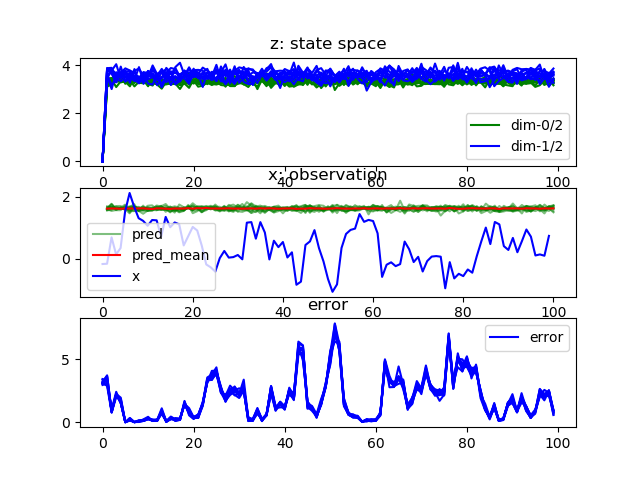 z: state space
4
2
0
dim-0/2
dim-1/2
0 20 40 60 80 100
x: observation
2
0
pred
pred_mean
x
0 20 40 60 80 100
error
5
0
error
0 20 40 60 80 100